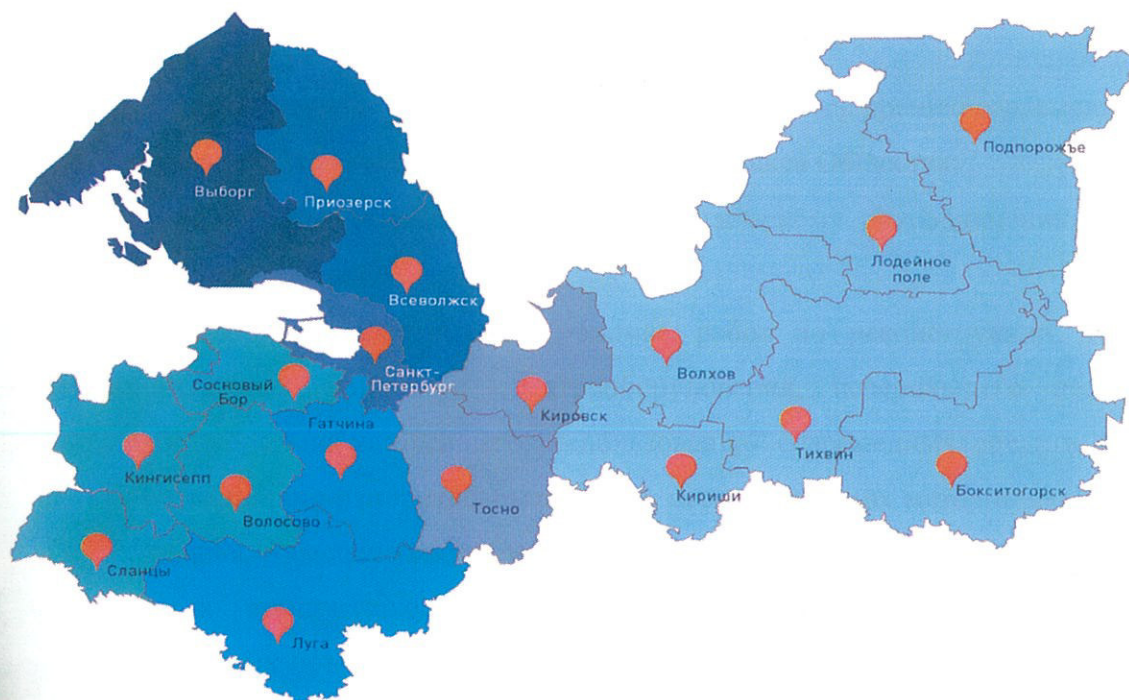 Подпорожье
Выборг
Приозерск
Лодейное
поле
Всеволжск
Санкт-
Петербург
Волхов
Сосновый
Бор
Гатчина
Кировск
Тихвин
Кингисепп
Волосово
Тосно
Кириши
Бокситогорск
Сланцы
Луга